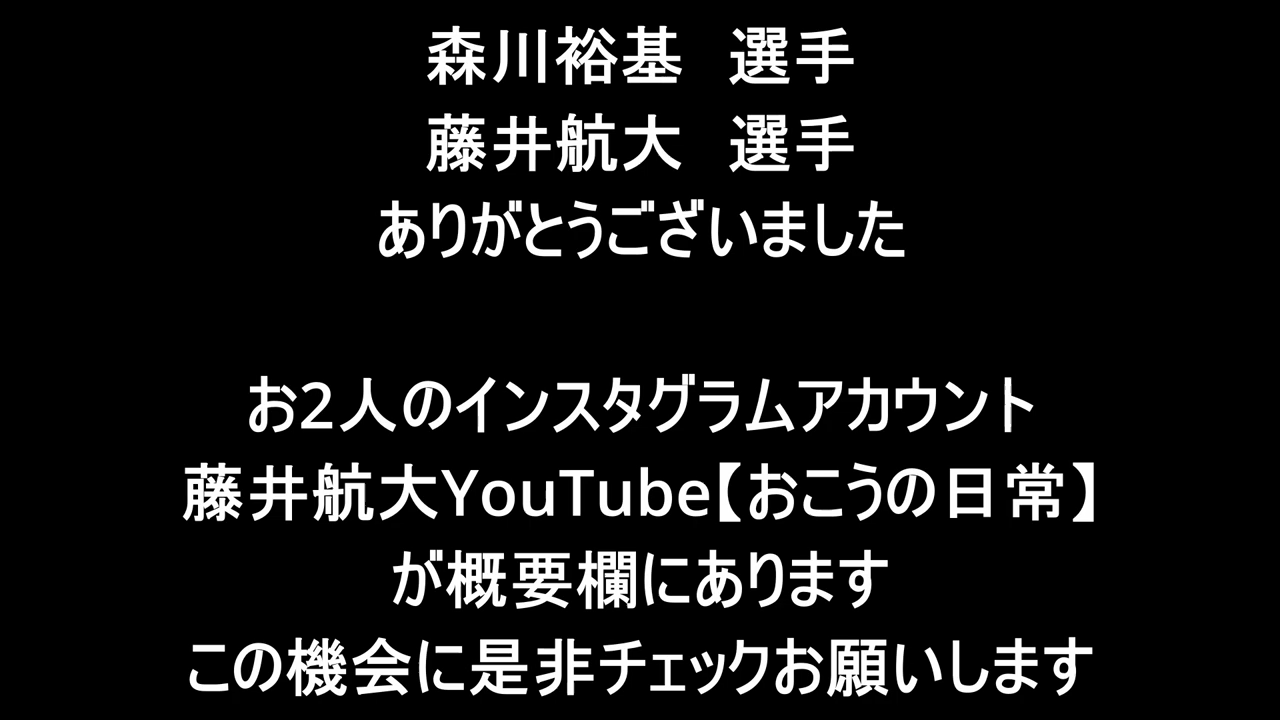 森川裕基　選手
藤井航大　選手
ありがとうございました
お2人のインスタグラムアカウント
藤井航大YouTube【おこうの日常】
が概要欄にあります
この機会に是非チェックお願いします